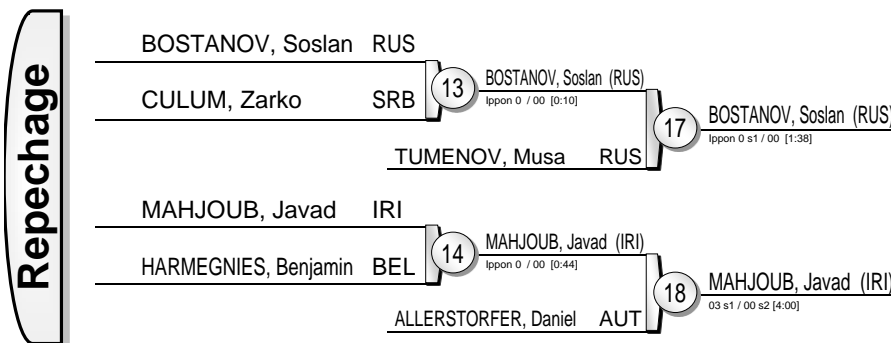 Repechage
BOSTANOV, Soslan RUS
CULUM, Zarko SRB
13
BOSTANOV, Soslan (RUS)
Ippon 0 / 00 [0:10]
TUMENOV, Musa RUS
17
BOSTANOV, Soslan (RUS)
Ippon 0 s1 / 00 [1:38]
MAHJOUB, Javad IRI
HARMEGNIES, Benjamin BEL
14
MAHJOUB, Javad (IRI)
Ippon 0 / 00 [0:44]
ALLERSTORFER, Daniel AUT
18
MAHJOUB, Javad (IRI)
03 s1 / 00 s2 [4:00]